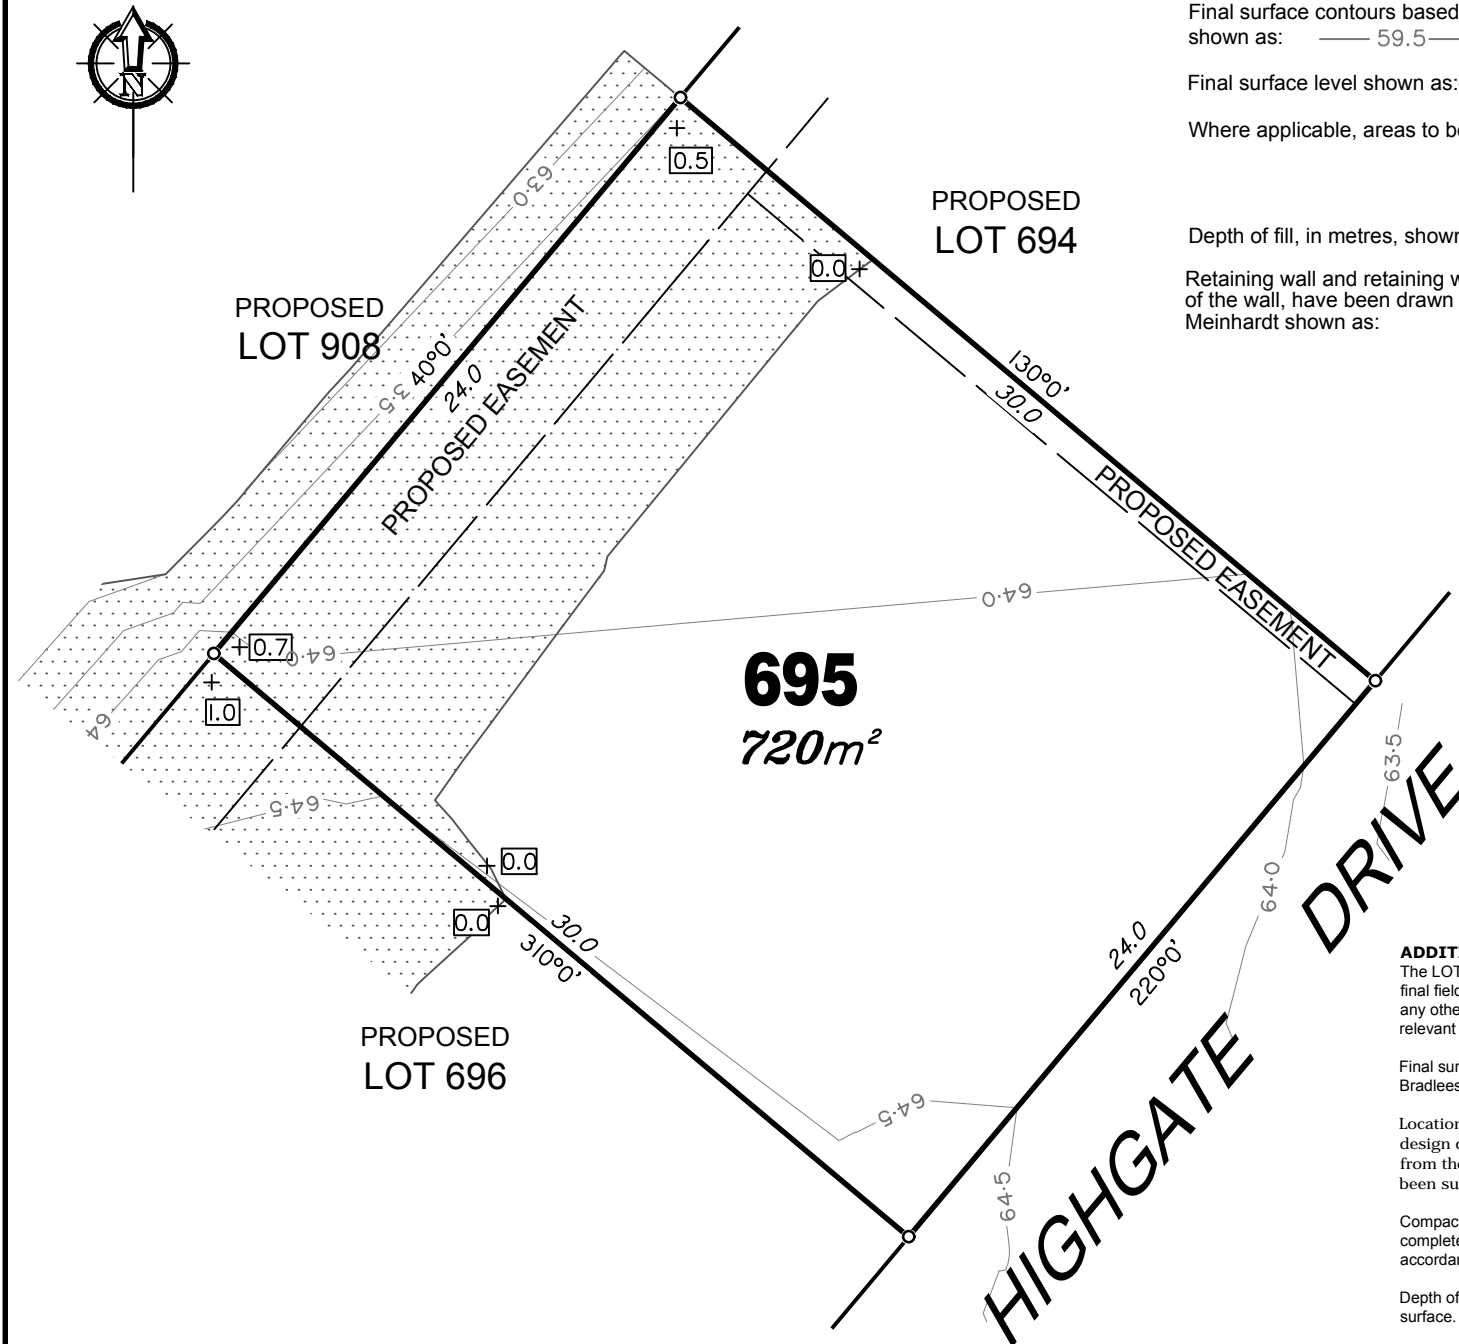 N
Final surface contours based
shown as: 59.5
Final surface level shown as:
Where applicable, areas to be
Depth of fill, in metres, shown
Retaining wall and retaining w
of the wall, have been drawn
Meinhardt shown as:
0.5
63.0
PROPOSED
LOT 694
0.0
PROPOSED
LOT 908
40°0'
24.0
3.5
PROPOSED EASEMENT
130°0'
30.0
PROPOSED EASEMENT
64.0
0.7
64.0
1.0
64
695
720m²
63.5
64.5
64.0
0.0
0.0
30.0
310°0'
24.0
220°0'
PROPOSED
LOT 696
64.5
64.5
HIGHGATE DRIVE
ADDIT
The LOT
final field
any othe
relevant
Final sur
Bradlees
Location
design
from the
been su
Compac
complete
accordan
Depth of
surface.